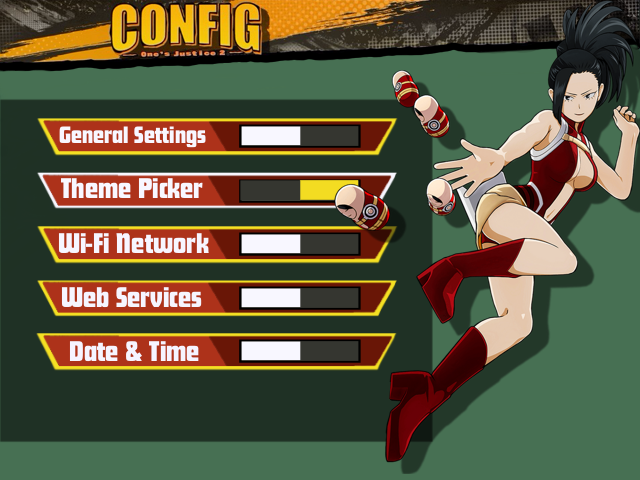 CONFIG
One's Justice 2
General Settings
Theme Picker
Wi-Fi Network
Web Services
Date & Time